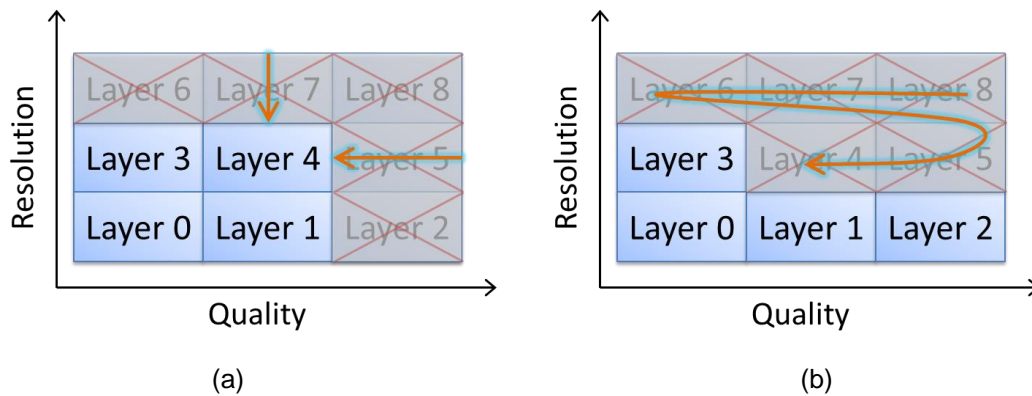 Resolution
Layer 6 Layer 7 Layer 8
Layer 3 Layer 4 Layer 5
Layer 0 Layer 1 Layer 2
Quality
(a)
Resolution
Layer 6 Layer 7 Layer 8
Layer 3 Layer 4 Layer 5
Layer 0 Layer 1 Layer 2
Quality
(b)